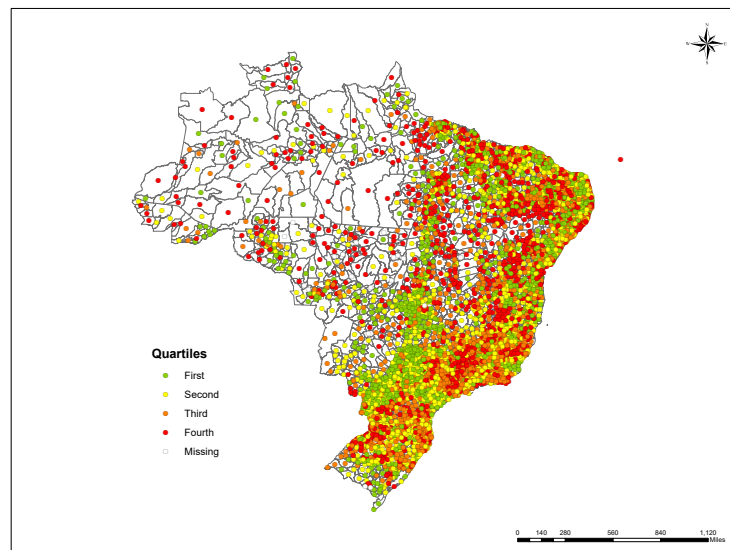 N
W E
S
Quartiles
First
Second
Third
Fourth
Missing
0 140 280 560 840 1,120
Miles